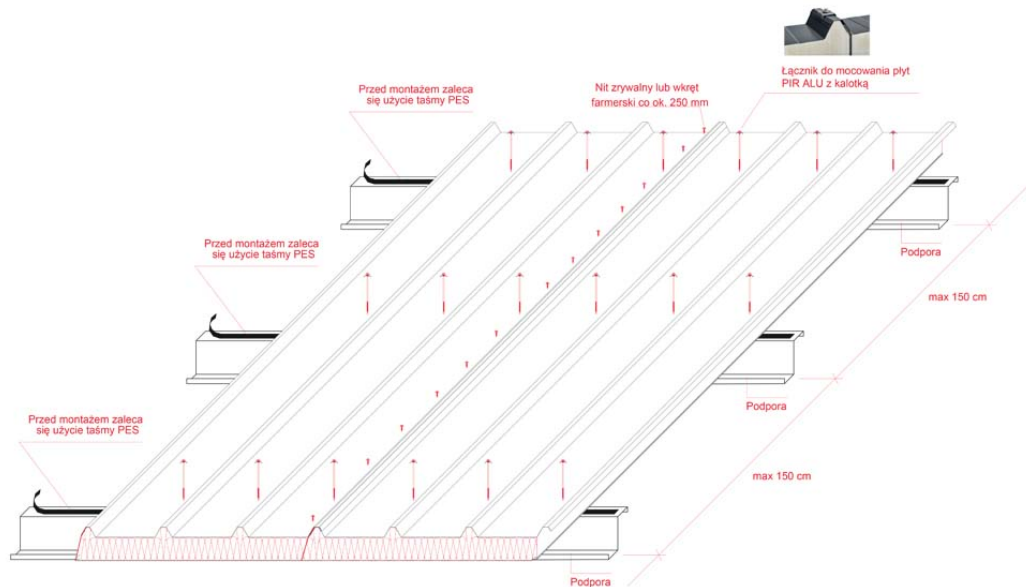 Łącznik do mocowania płyt
PIR ALU z kalotką
Przed montażem zaleca
się użycie taśmy PES
Nit zrywalny lub wkręt
farmerski co ok. 250 mm
Przed montażem zaleca
się użycie taśmy PES
Podpora
max 150 cm
Podpora
Przed montażem zaleca
się użycie taśmy PES
max 150 cm
Podpora